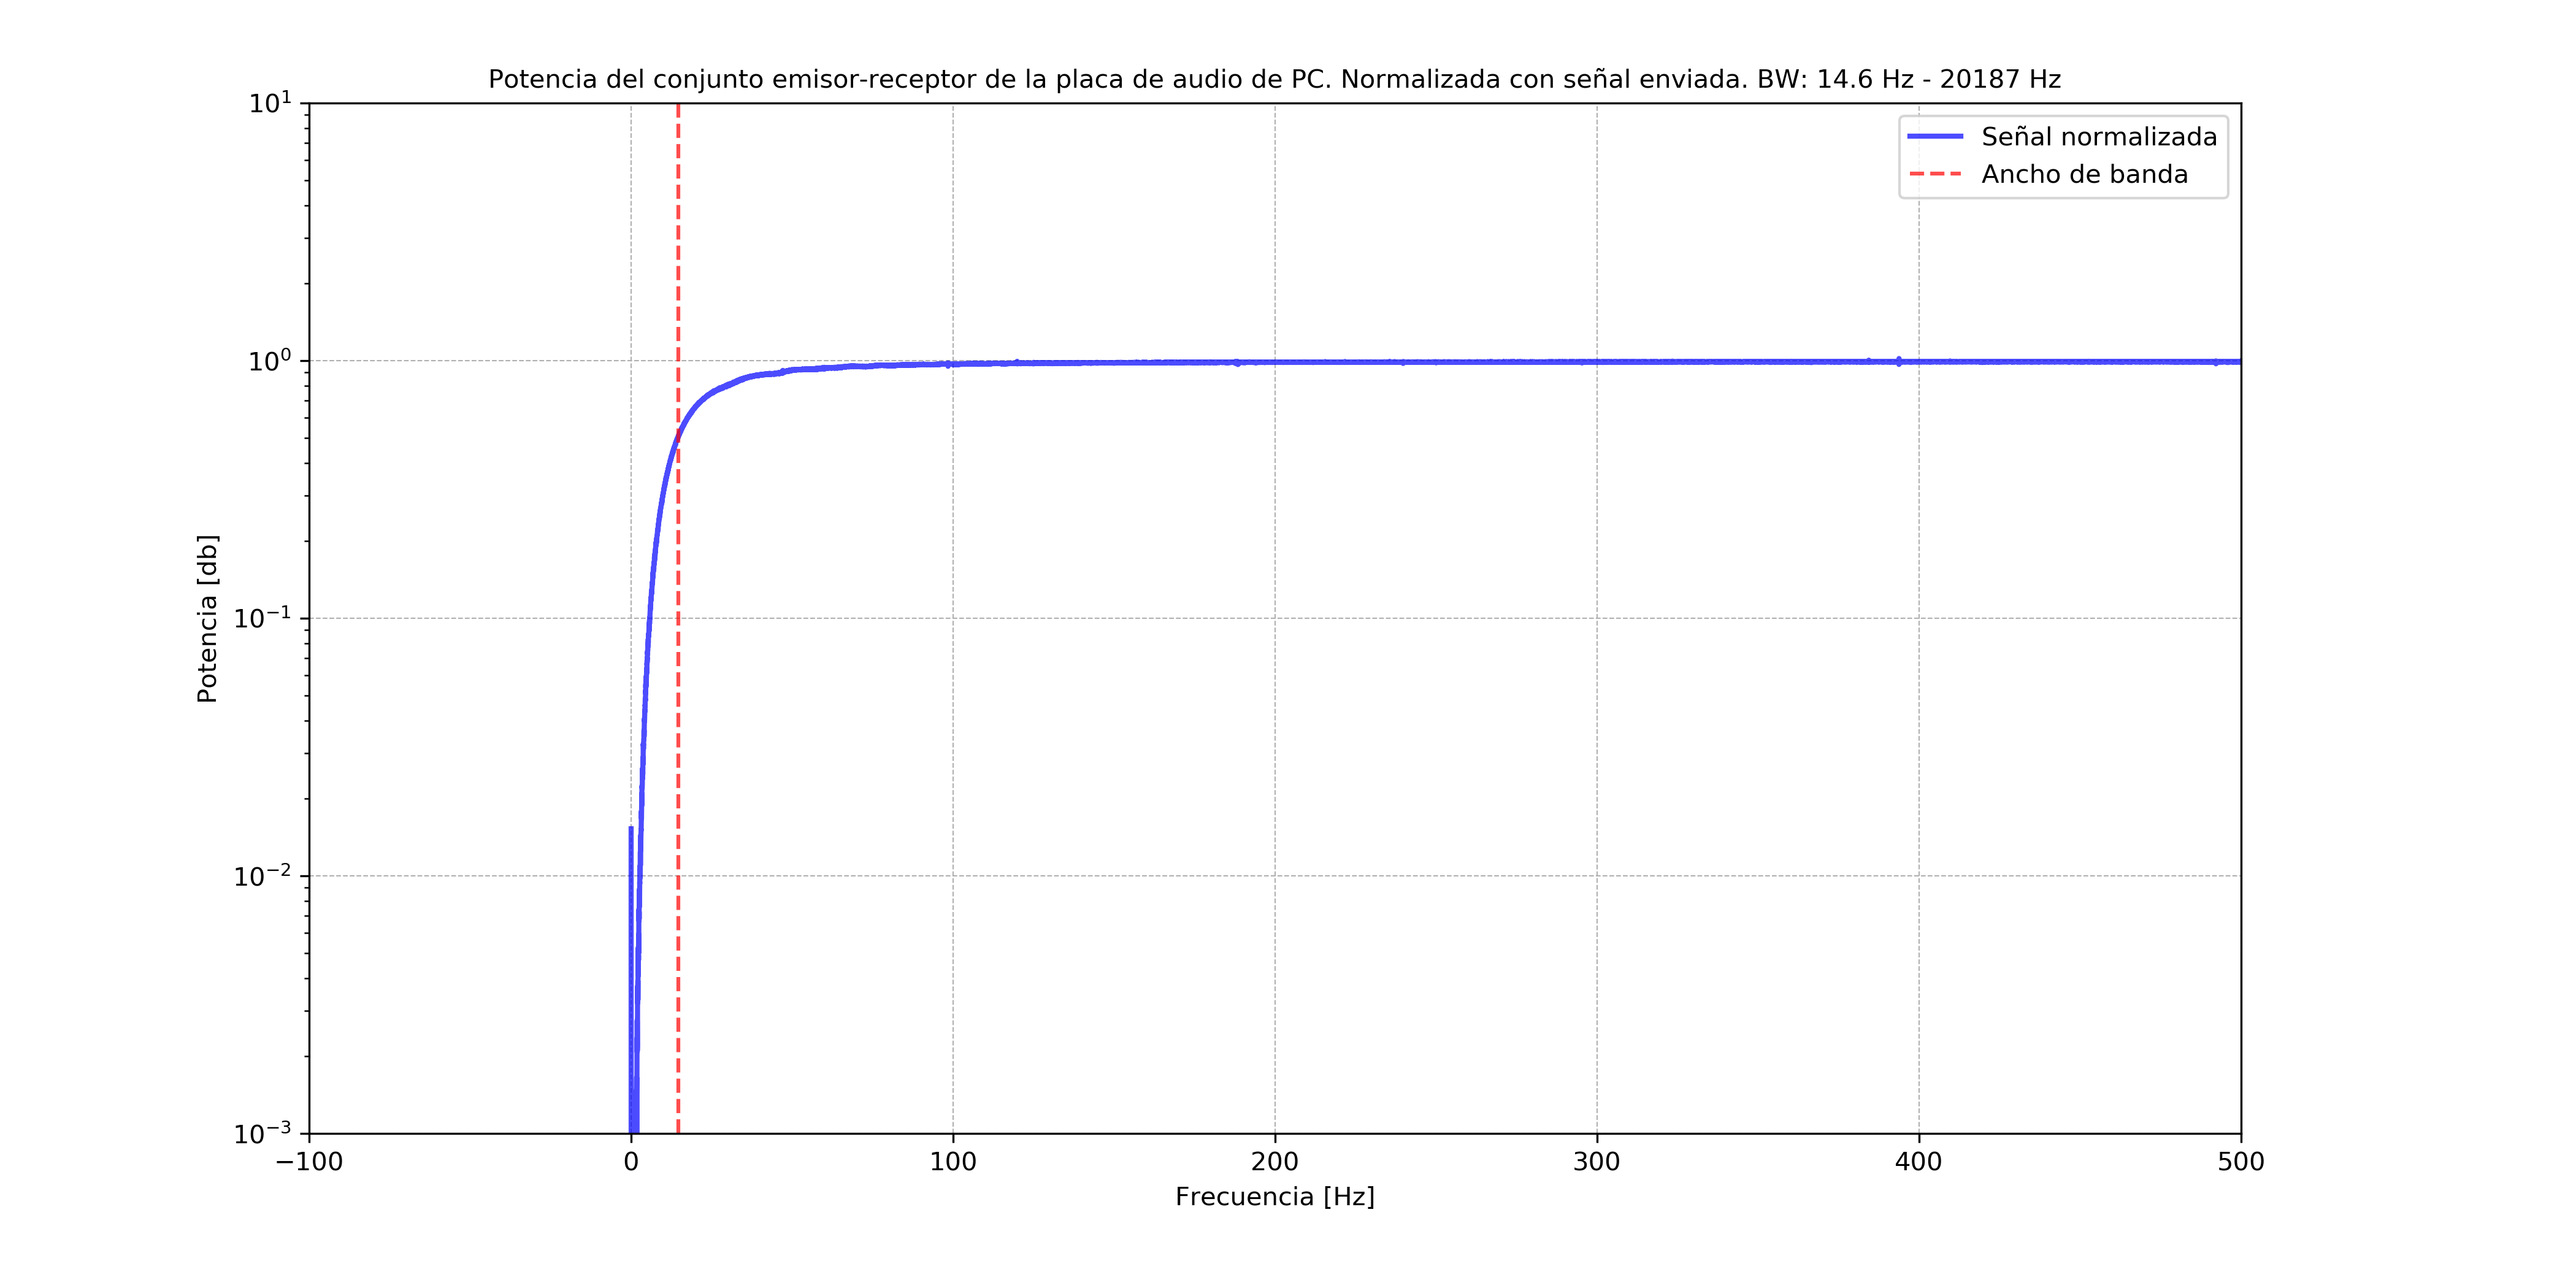 Potencia del conjunto emisor-receptor de la placa de audio de PC. Normalizada con señal enviada. BW: 14.6 Hz - 20187 Hz
Señal normalizada
Ancho de banda
10¹
10⁰
10⁻¹
10⁻²
10⁻³
Potencia [db]
−100 0 100 200 300 400 500
Frecuencia [Hz]